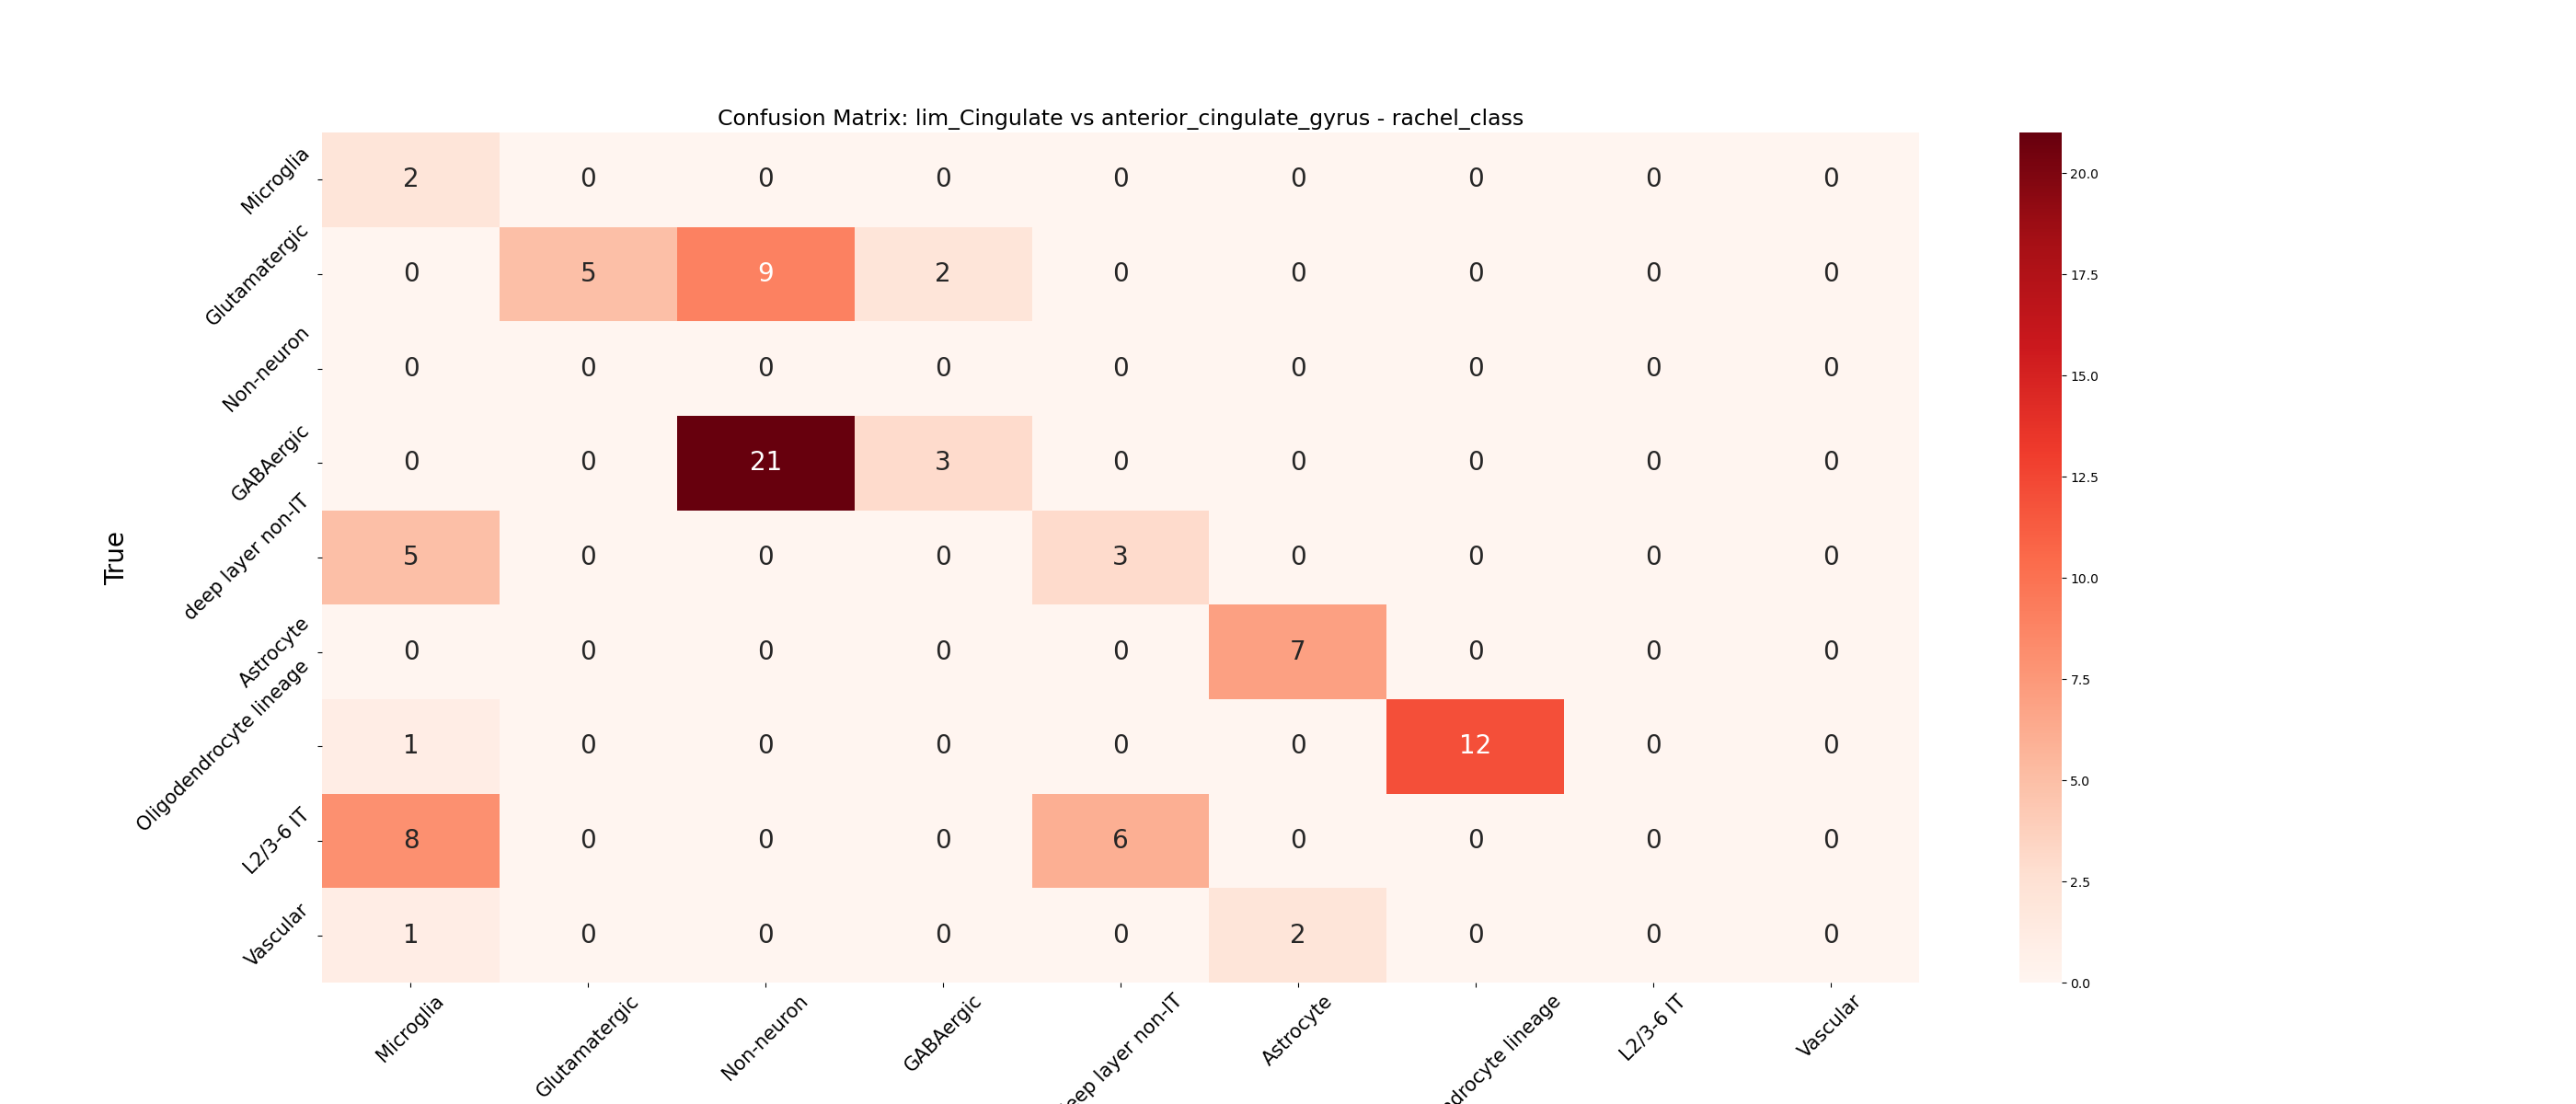 Confusion Matrix: lim_Cingulate vs anterior_cingulate_gyrus - rachel_class
True
Microglia 2 0 0 0 0 0 0 0 0
Glutamatergic 0 5 9 2 0 0 0 0 0
Non-neuron 0 0 0 0 0 0 0 0 0
GABAergic 0 0 21 3 0 0 0 0 0
deep layer non-IT 5 0 0 0 3 0 0 0 0
Astrocyte 0 0 0 0 0 7 0 0 0
Oligodendrocyte lineage 1 0 0 0 0 0 12 0 0
L2/3-6 IT 8 0 0 0 6 0 0 0 0
Vascular 1 0 0 0 0 2 0 0 0
Microglia
Glutamatergic
Non-neuron
GABAergic
layer non-IT
Astrocyte
lineage
L2/3-6 IT
Vascular
20.0
17.5
15.0
12.5
10.0
7.5
5.0
2.5
0.0